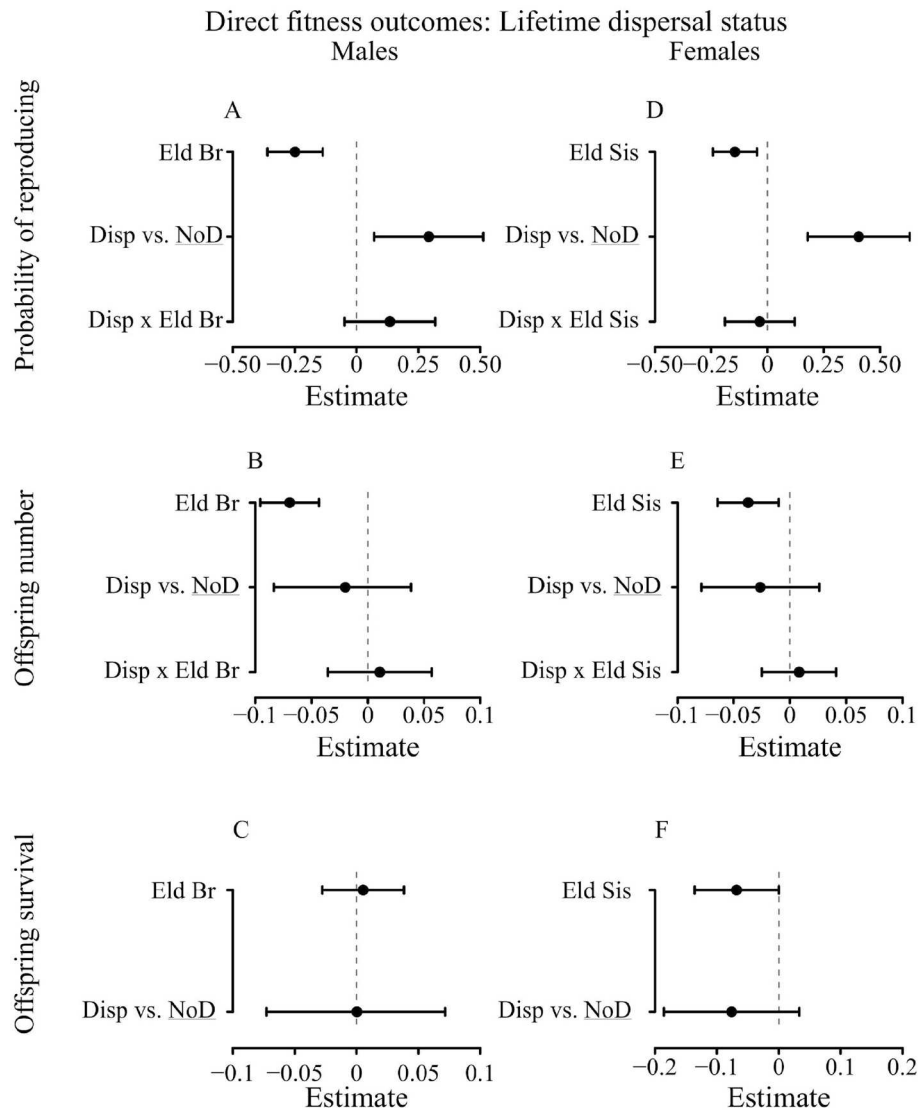 Direct fitness outcomes: Lifetime dispersal status
Males
Females
Probability of reproducing
A
Eld Br
Disp vs. NoD
Disp x Eld Br
−0.50 −0.25 0 0.25 0.50
Estimate
D
Eld Sis
Disp vs. NoD
Disp x Eld Sis
−0.50 −0.25 0 0.25 0.50
Estimate
Offspring number
B
Eld Br
Disp vs. NoD
Disp x Eld Br
−0.1 −0.05 0 0.05 0.1
Estimate
E
Eld Sis
Disp vs. NoD
Disp x Eld Sis
−0.1 −0.05 0 0.05 0.1
Estimate
Offspring survival
C
Eld Br
Disp vs. NoD
−0.1 −0.05 0 0.05 0.1
Estimate
F
Eld Sis
Disp vs. NoD
−0.2 −0.1 0 0.1 0.2
Estimate